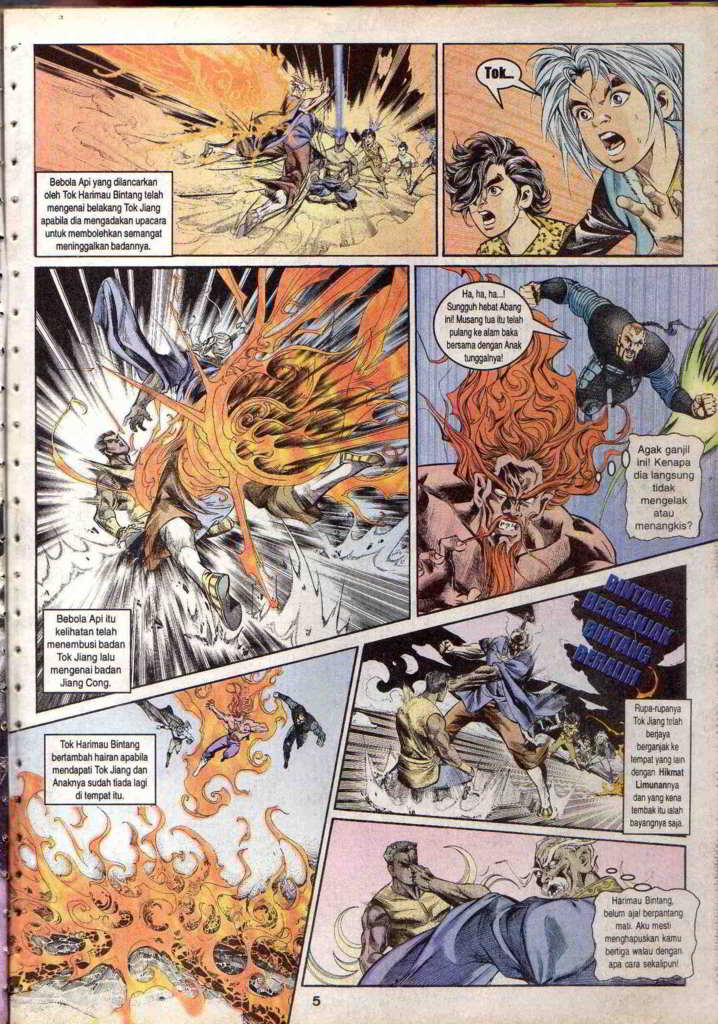 Bebola Api yang dilancarkan
oleh Tok Harimau Bintang telah
mengenai belakang Tok Jiang
apabila dia mengadakan upacara
untuk membolehkan semangat
meninggalkan badannya.
Tok...
Ha, ha, ha...!
Sungguh hebat Abang
ini! Musang tua itu telah
pulang ke alam baka
bersama dengan Anak
tunggalnya!
Agak ganjil
ini! Kenapa
dia langsung
tidak
mengelak
atau
menangkis?
Bebola Api itu
kelihatan telah
menembusi badan
Tok Jiang lalu
mengenai badan
Jiang Cong.
BINTANG
BERGANJAK
BINTANG
BERALIH
Rupa-rupanya
Tok Jiang telah
berjaya
berganjak ke
tempat yang lain
dengan Hikmat
Limunannya
dan yang kena
tembak itu ialah
bayangnya saja.
Tok Harimau Bintang
bertambah hairan apabila
mendapati Tok Jiang dan
Anaknya sudah tiada lagi
di tempat itu.
Harimau Bintang,
belum ajal berpantang
mati. Aku mesti
menghapuskan kamu
bertiga walau dengan
apa cara sekalipun!
5